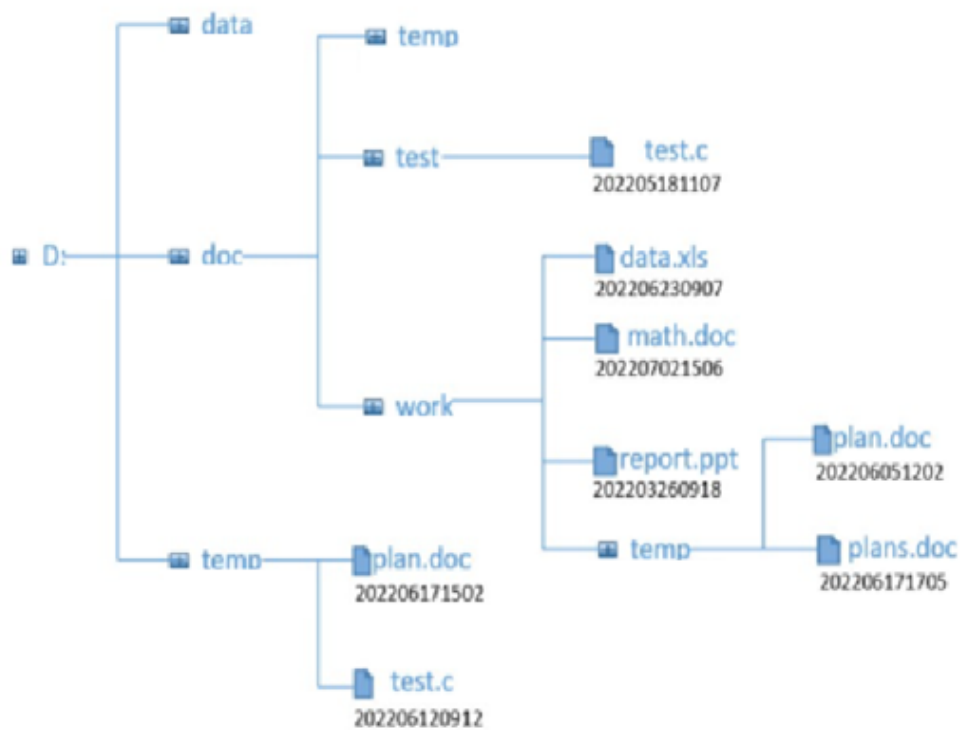 data
temp
test
test.c
202205181107
D:
doc
data.xls
202206230907
math.doc
202207021506
work
report.ppt
202203260918
plan.doc
202206051202
temp
plans.doc
202206171705
temp
plan.doc
202206171502
test.c
202206120912